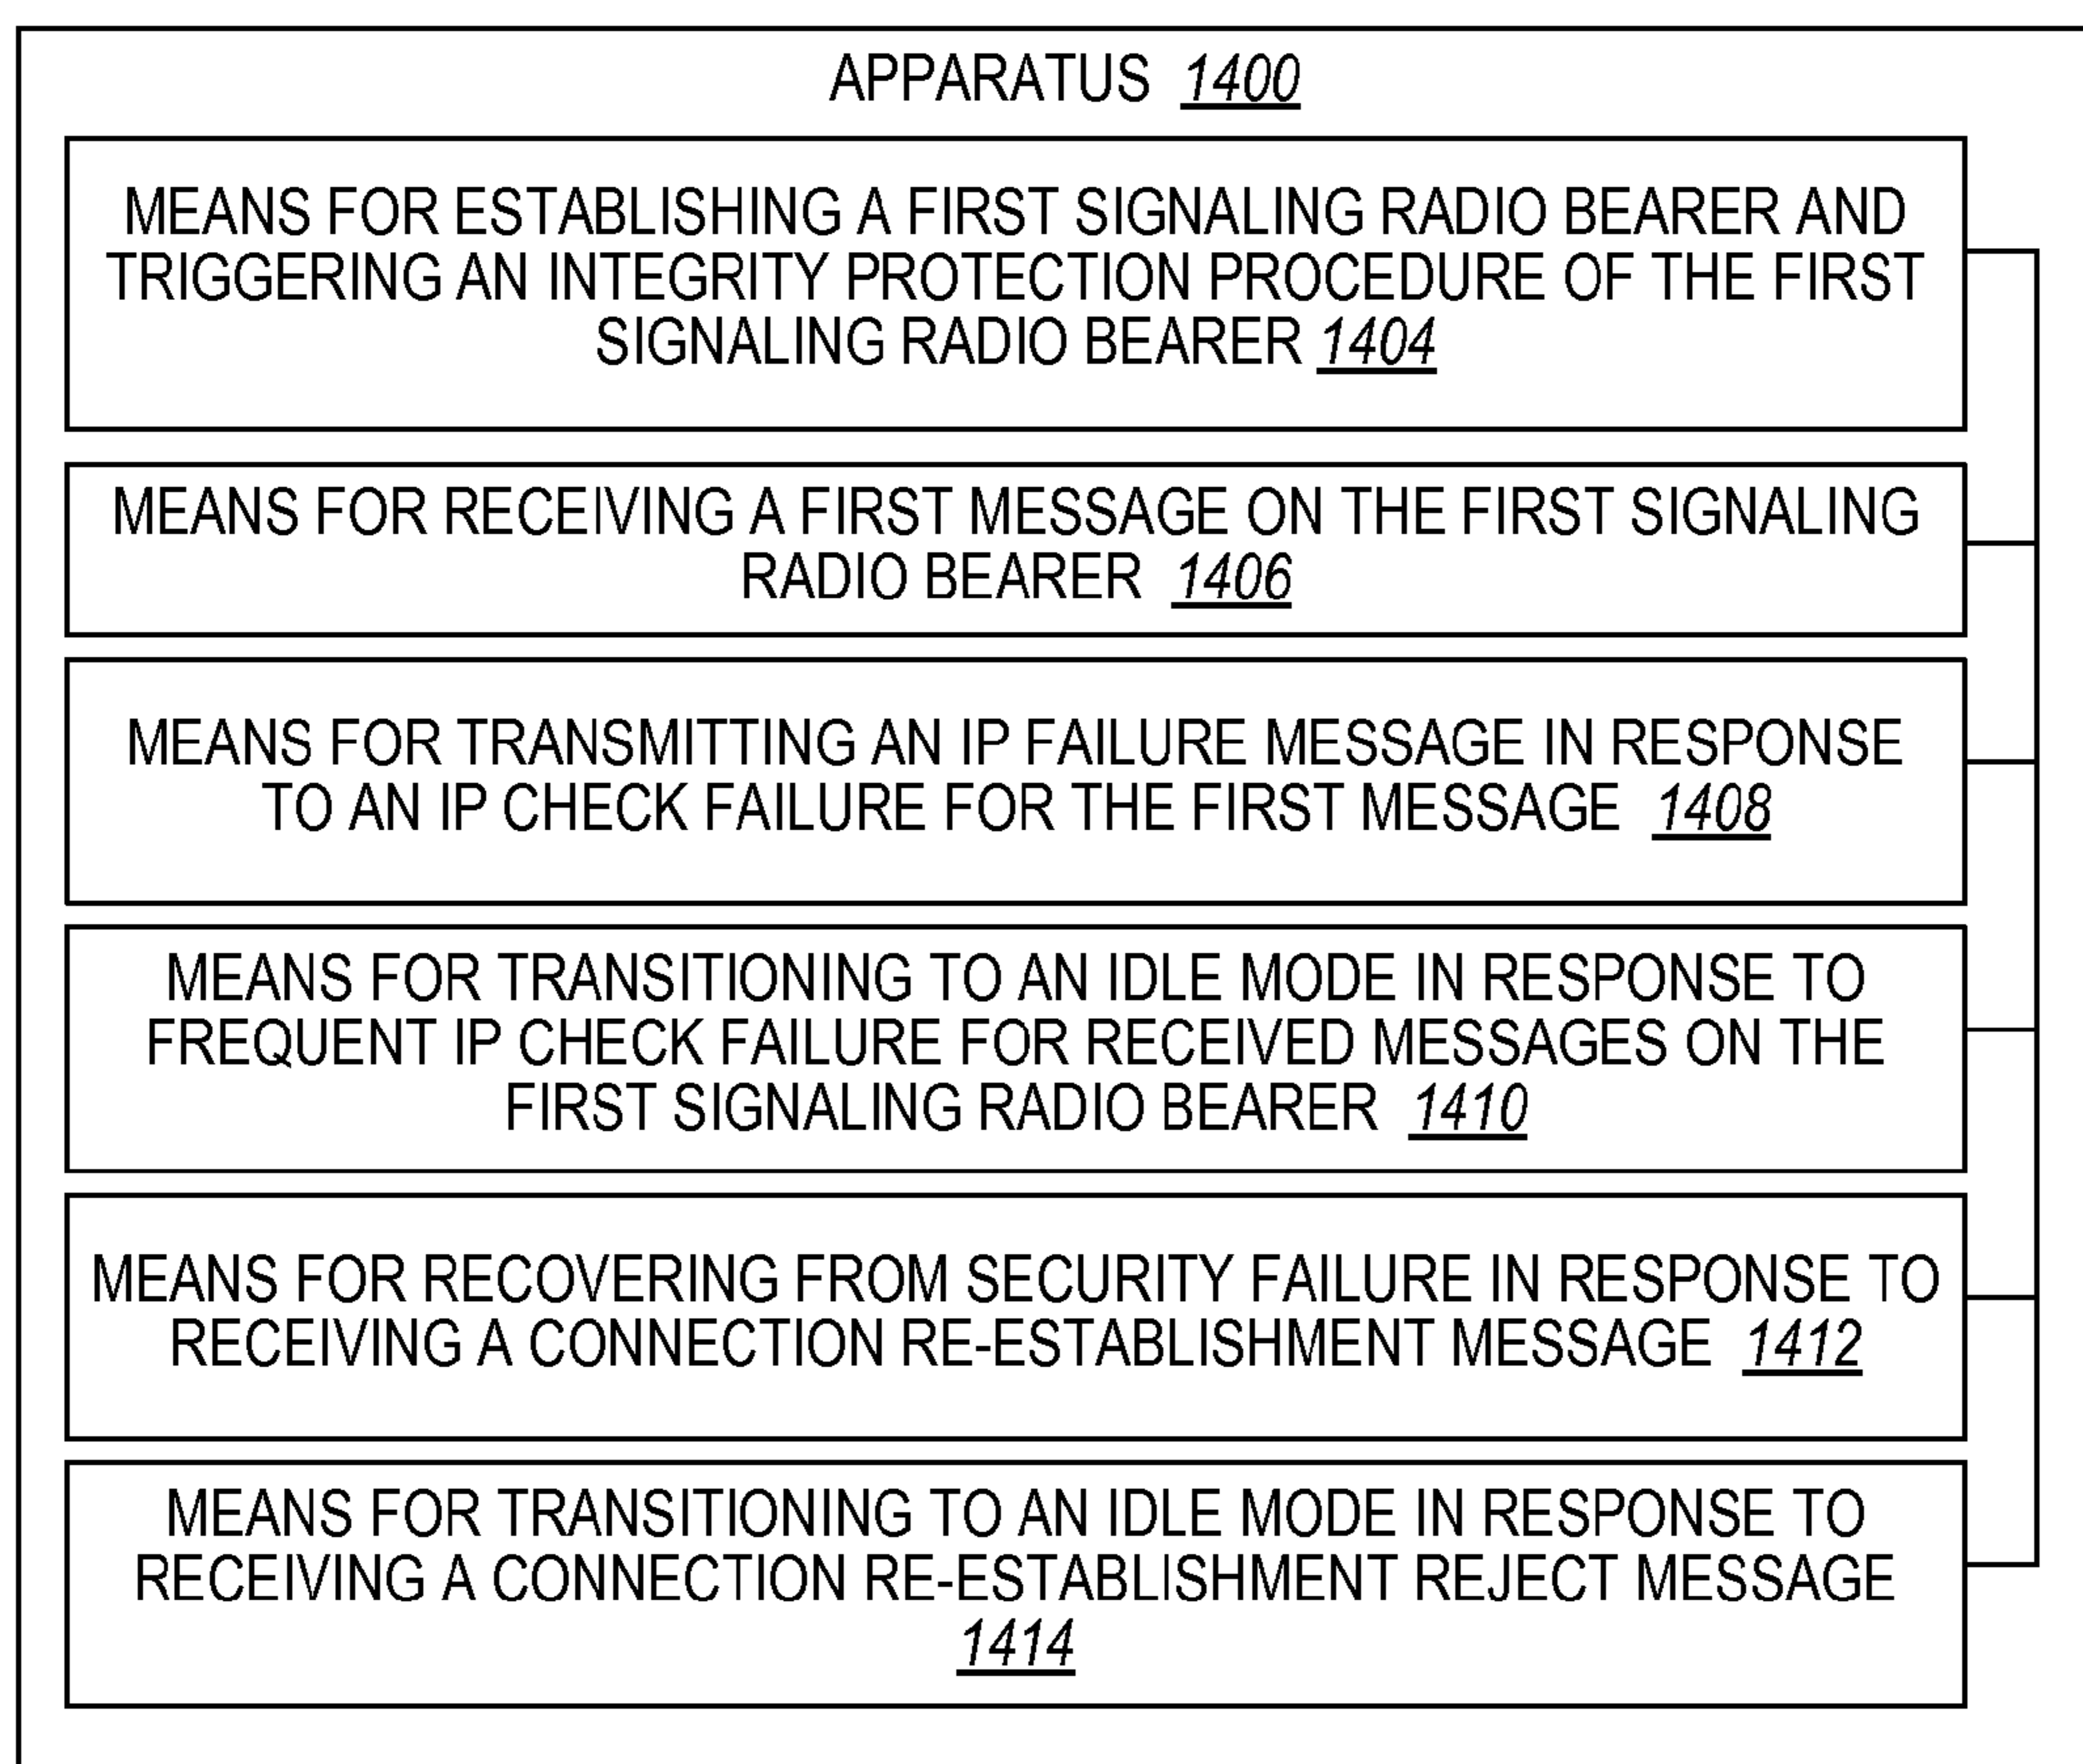 APPARATUS 1400
MEANS FOR ESTABLISHING A FIRST SIGNALING RADIO BEARER AND
TRIGGERING AN INTEGRITY PROTECTION PROCEDURE OF THE FIRST
SIGNALING RADIO BEARER 1404
MEANS FOR RECEIVING A FIRST MESSAGE ON THE FIRST SIGNALING
RADIO BEARER 1406
MEANS FOR TRANSMITTING AN IP FAILURE MESSAGE IN RESPONSE
TO AN IP CHECK FAILURE FOR THE FIRST MESSAGE 1408
MEANS FOR TRANSITIONING TO AN IDLE MODE IN RESPONSE TO
FREQUENT IP CHECK FAILURE FOR RECEIVED MESSAGES ON THE
FIRST SIGNALING RADIO BEARER 1410
MEANS FOR RECOVERING FROM SECURITY FAILURE IN RESPONSE TO
RECEIVING A CONNECTION RE-ESTABLISHMENT MESSAGE 1412
MEANS FOR TRANSITIONING TO AN IDLE MODE IN RESPONSE TO
RECEIVING A CONNECTION RE-ESTABLISHMENT REJECT MESSAGE
1414